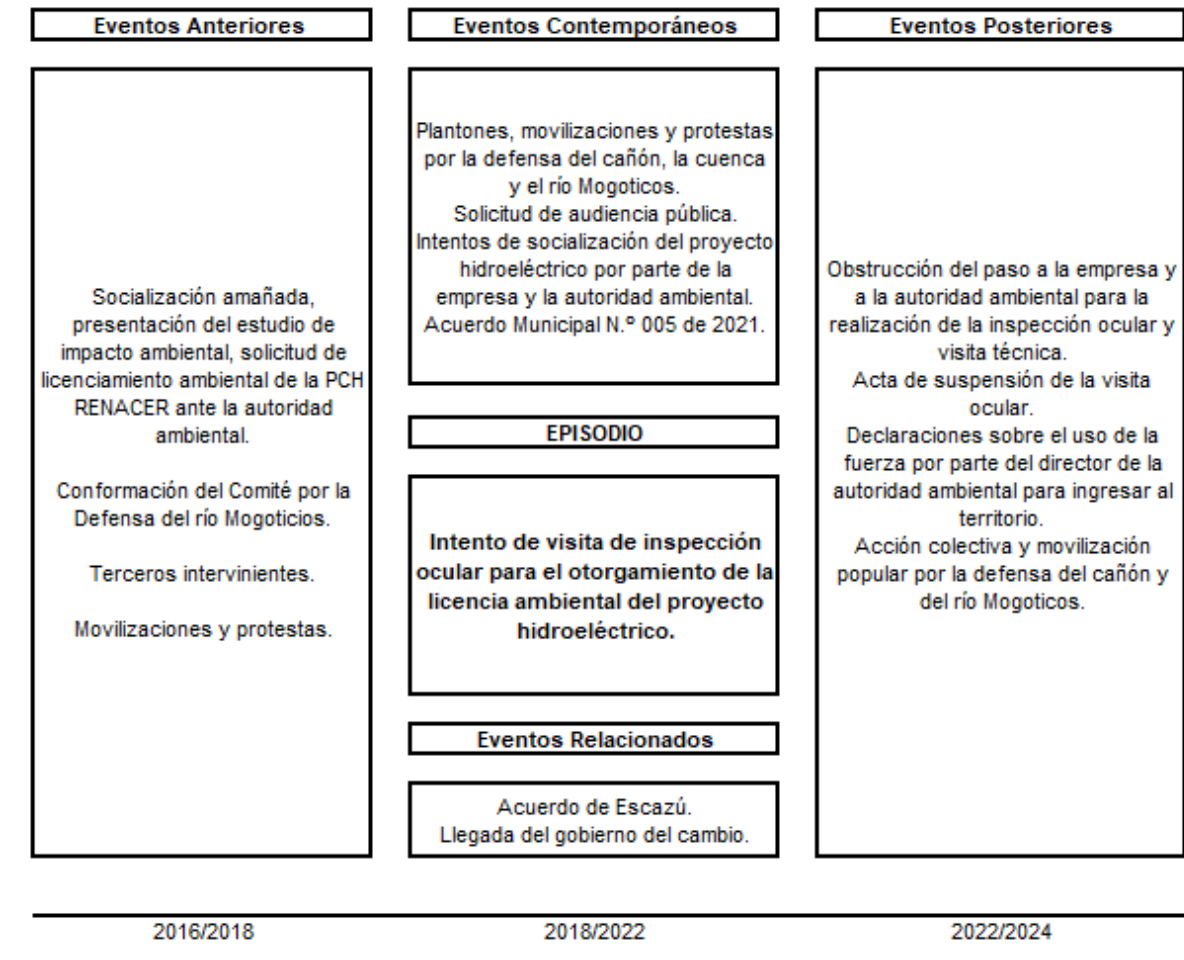 Eventos Anteriores
Socialización amañada,
presentación del estudio de
impacto ambiental, solicitud de
licenciamiento ambiental de la PCH
RENACER ante la autoridad
ambiental.
Conformación del Comité por la
Defensa del río Mogoticios.
Terceros intervinientes.
Movilizaciones y protestas.
Eventos Contemporáneos
Plantones, movilizaciones y protestas
por la defensa del cañón, la cuenca
y el río Mogoticos.
Solicitud de audiencia pública.
Intentos de socialización del proyecto
hidroeléctrico por parte de la
empresa y la autoridad ambiental.
Acuerdo Municipal N.º 005 de 2021.
EPISODIO
Intento de visita de inspección
ocular para el otorgamiento de la
licencia ambiental del proyecto
hidroeléctrico.
Eventos Relacionados
Acuerdo de Escazú.
Llegada del gobierno del cambio.
Eventos Posteriores
Obstrucción del paso a la empresa y
a la autoridad ambiental para la
realización de la inspección ocular y
visita técnica.
Acta de suspensión de la visita
ocular.
Declaraciones sobre el uso de la
fuerza por parte del director de la
autoridad ambiental para ingresar al
territorio.
Acción colectiva y movilización
popular por la defensa del cañón y
del río Mogoticos.
2016/2018
2018/2022
2022/2024